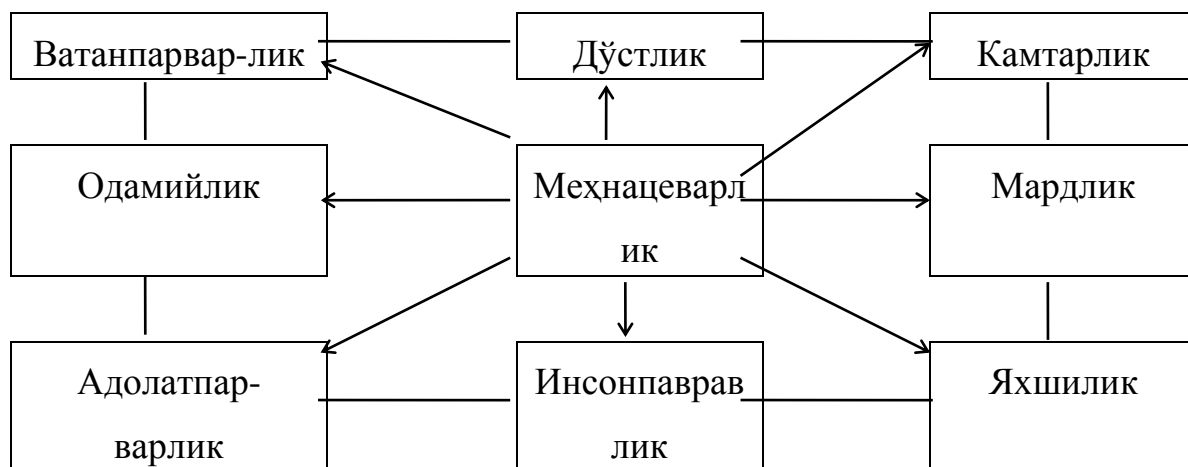 Ватанпарвар-лик
Дўстлик
Камтарлик
Одамийлик
Меҳнацеварл
ик
Мардлик
Адолатпар-
варлик
Инсонпаврав
лик
Яхшилик